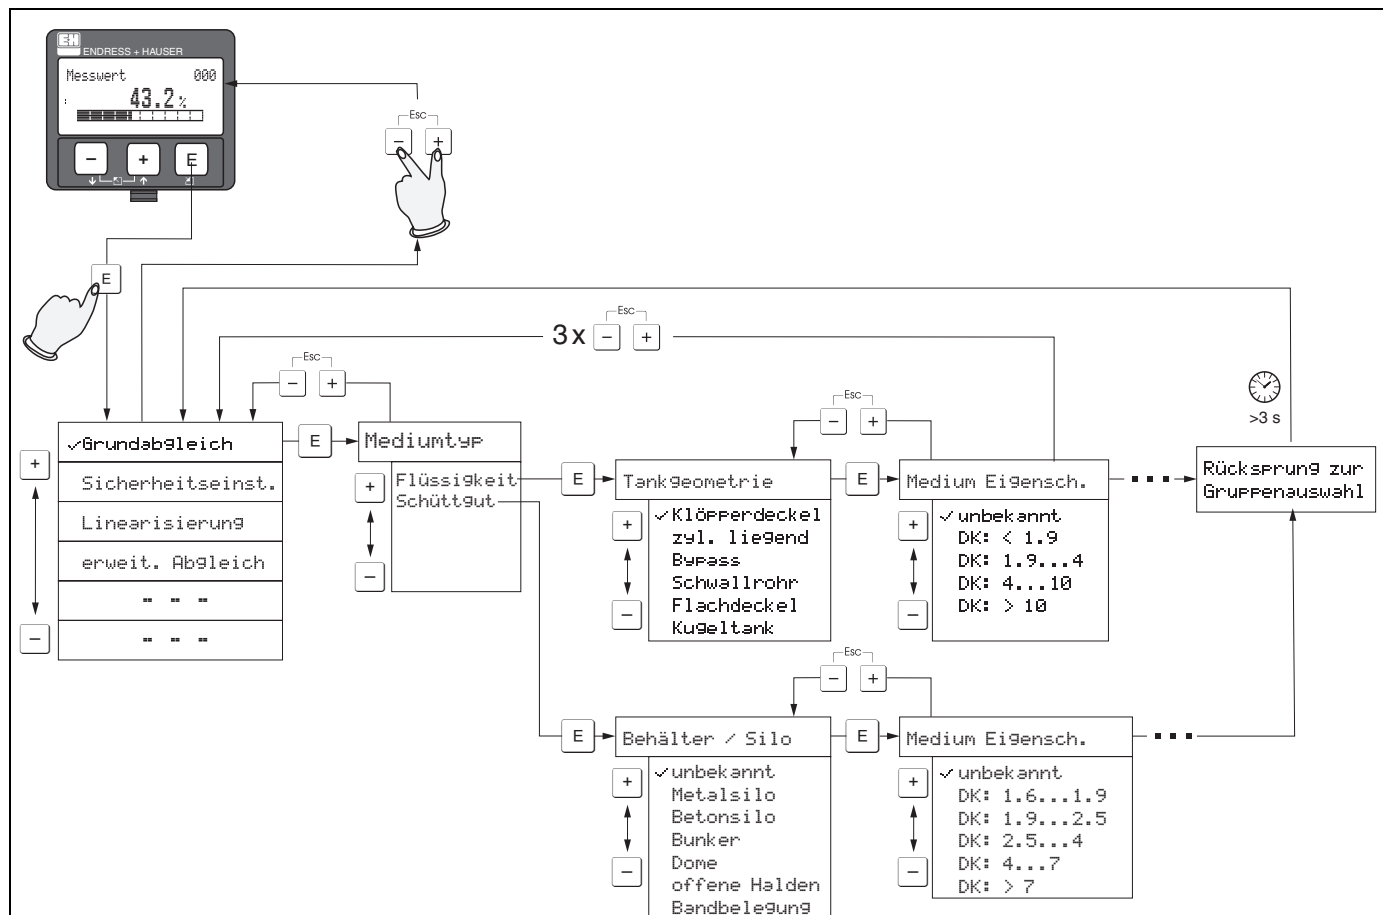 EH
ENDRESS + HAUSER
Messwert 000
43.2 %
- + E
Esc
- +
E
Esc
3x - +
Esc
- +
>3 s
✓Grundabgleich
Sicherheitseinst.
Linearisierung
erweit. Abgleich
-- -- --
-- -- --
+
-
E
Mediumtyp
Flüssigkeit
Schüttgut
+
-
E
Tankgeometrie
✓Klöpperdeckel
zyl. liegend
Bypass
Schwallrohr
Flachdeckel
Kugeltank
+
-
Esc
- +
E
Medium Eigensch.
✓unbekannt
DK: < 1.9
DK: 1.9...4
DK: 4...10
DK: > 10
+
-
Rücksprung zur
Gruppenauswahl
E
Behälter / Silo
✓unbekannt
Metalsilo
Betonsilo
Bunker
Dome
offene Halden
Bandbelegung
+
-
Esc
- +
E
Medium Eigensch.
✓unbekannt
DK: 1.6...1.9
DK: 1.9...2.5
DK: 2.5...4
DK: 4...7
DK: > 7
+
-